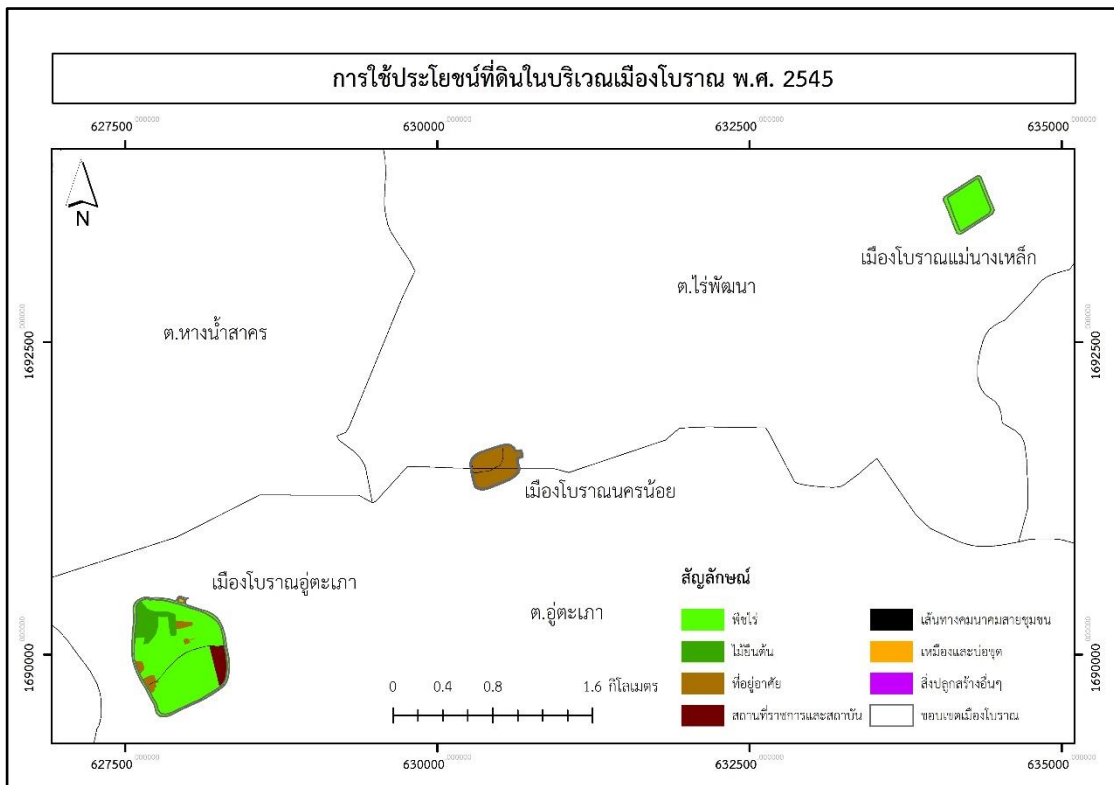 การใช้ประโยชน์ที่ดินในบริเวณเมืองโบราณ พ.ศ. 2545
627500.000000 630000.000000 632500.000000 635000.000000
N
เมืองโบราณแม่นางเหล็ก
ต.ไร่พัฒนา
ต.หางน้ำสาคร
1692500.000000 1692500.000000
เมืองโบราณนครน้อย
เมืองโบราณอู่ตะเภา
ต.อู่ตะเภา
1690000.000000 1690000.000000
สัญลักษณ์
พืชไร่
ไม้ยืนต้น
ที่อยู่อาศัย
สถานที่ราชการและสถาบัน
เส้นทางคมนาคมสายชุมชน
เหมืองและบ่อขุด
สิ่งปลูกสร้างอื่นๆ
ขอบเขตเมืองโบราณ
0 0.4 0.8 1.6 กิโลเมตร
627500.000000 630000.000000 632500.000000 635000.000000